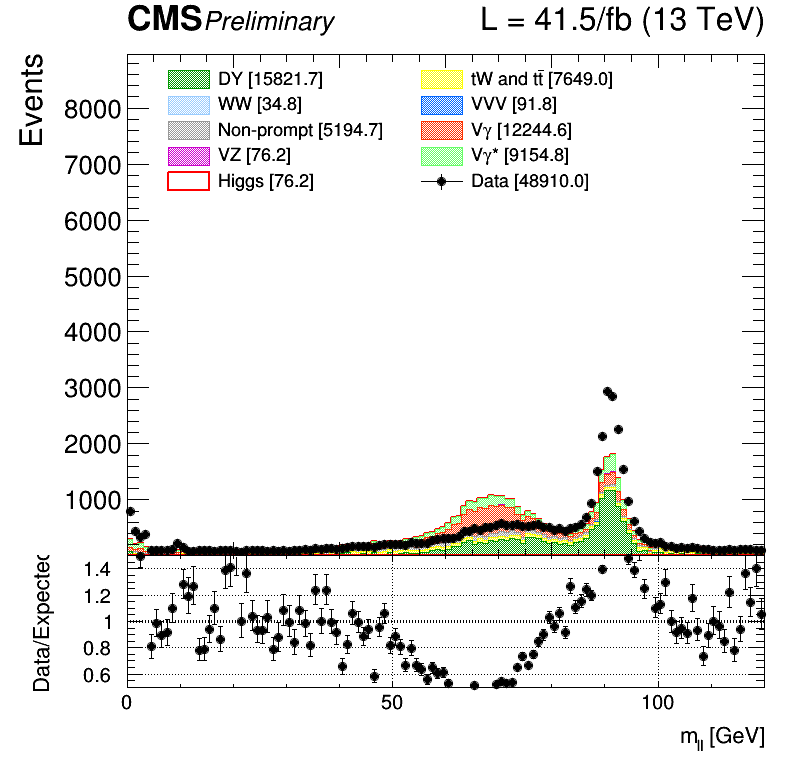 CMS Preliminary L = 41.5/fb (13 TeV)
Events
DY [15821.7] tW and tt̄ [7649.0]
WW [34.8] VVV [91.8]
Non-prompt [5194.7] Vγ [12244.6]
VZ [76.2] Vγ* [9154.8]
Higgs [76.2] Data [48910.0]
8000
7000
6000
5000
4000
3000
2000
1000
Data/Expected
1.4
1.2
1
0.8
0.6
0 50 100
m_ll [GeV]